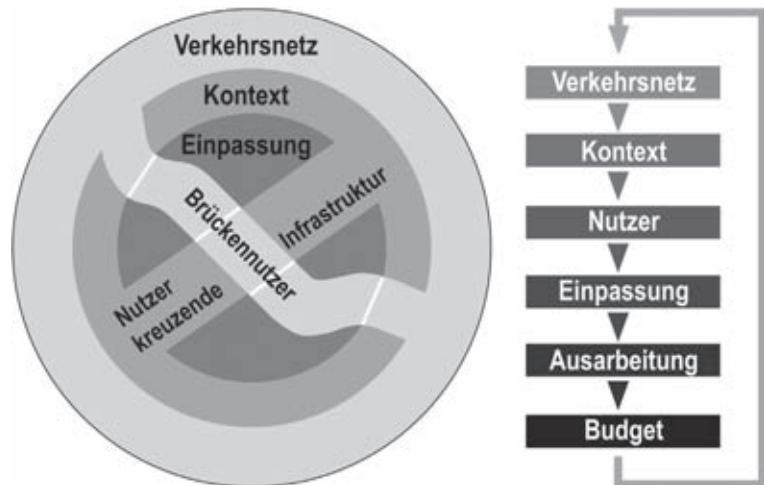 Verkehrsnetz
Kontext
Einpassung
Brückennutzer
Infrastruktur
Nutzer
kreuzende
Verkehrsnetz
Kontext
Nutzer
Einpassung
Ausarbeitung
Budget